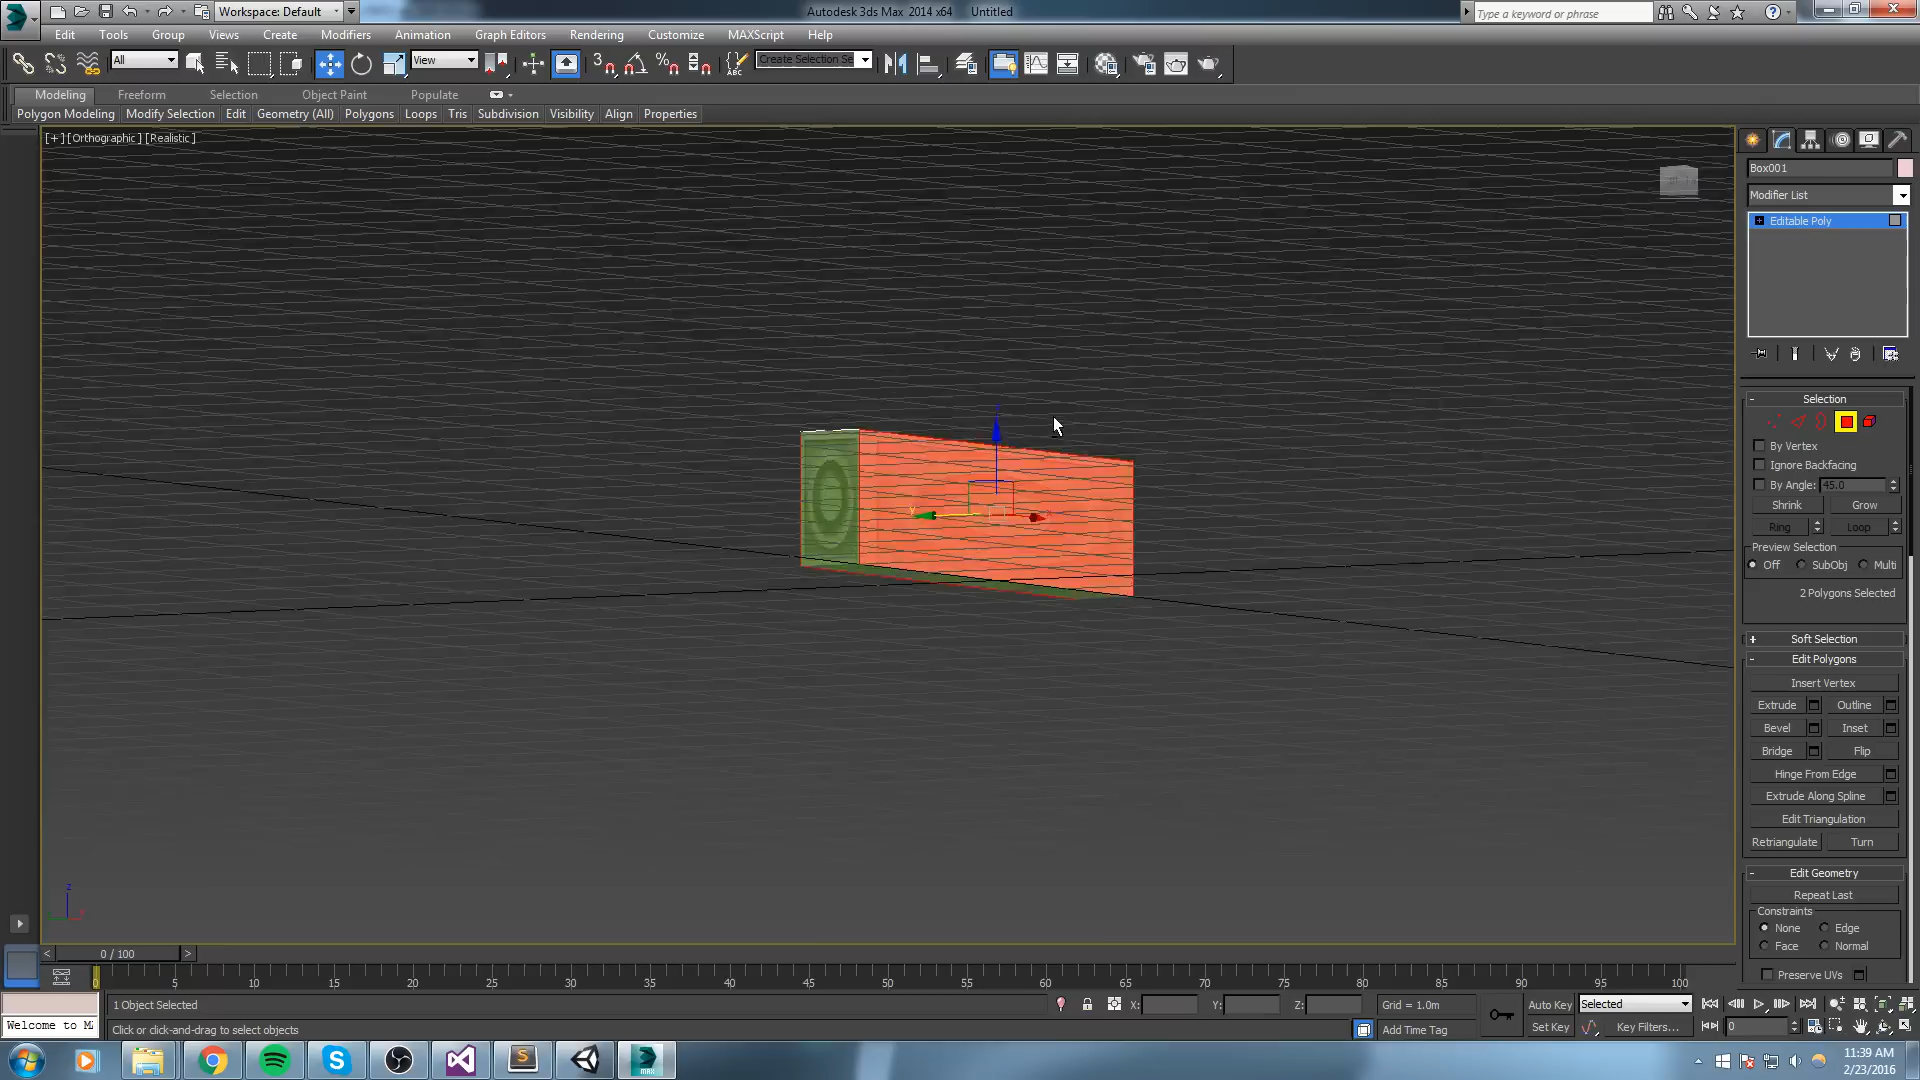 Workspace: Default
Autodesk 3ds Max 2014 x64 Untitled
Type a keyword or phrase
Edit Tools Group Views Create Modifiers Animation Graph Editors Rendering Customize MAXScript Help
All
View
3
ABC
Create Selection Se
Modeling Freeform Selection Object Paint Populate
Polygon Modeling Modify Selection Edit Geometry (All) Polygons Loops Tris Subdivision Visibility Align Properties
[+] [Orthographic ] [Realistic ]
Box001
Modifier List
Editable Poly
Selection
By Vertex
Ignore Backfacing
By Angle: 45.0
Shrink Grow
Ring Loop
Preview Selection
Off SubObj Multi
2 Polygons Selected
Soft Selection
Edit Polygons
Insert Vertex
Extrude Outline
Bevel Inset
Bridge Flip
Hinge From Edge
Extrude Along Spline
Edit Triangulation
Retriangulate Turn
Edit Geometry
Repeat Last
Constraints
None Edge
Face Normal
Preserve UVs
z
< 0 / 100 >
0 5 10 15 20 25 30 35 40 45 50 55 60 65 70 75 80 85 90 95 100
1 Object Selected
X: Y: Z: Grid = 1.0m
Auto Key Selected
Welcome to M
Click or click-and-drag to select objects
Add Time Tag
Set Key Key Filters... 0
MAX
11:39 AM
2/23/2016